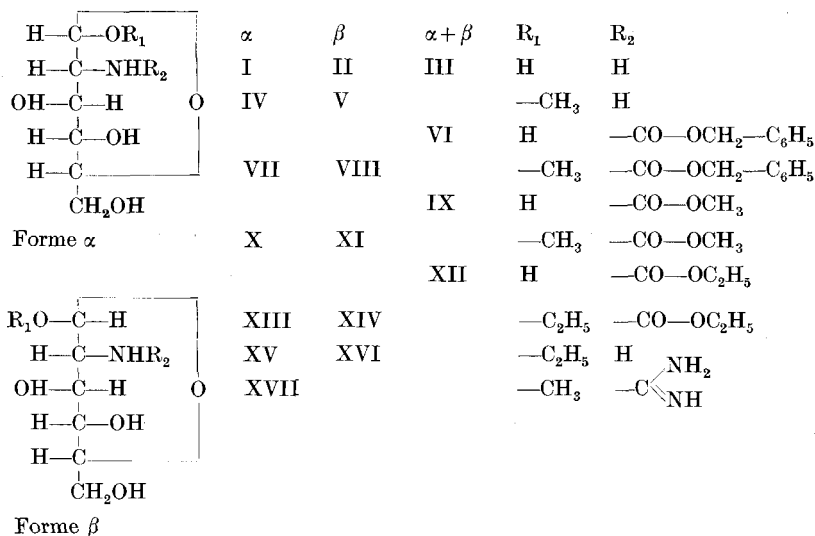 α β α+β R₁ R₂
H—C—OR₁
H—C—NHR₂ I II III H H
OH—C—H O IV V —CH₃ H
H—C—OH VI H —CO—OCH₂—C₆H₅
H—C VII VIII —CH₃ —CO—OCH₂—C₆H₅
CH₂OH IX H —CO—OCH₃
Forme α X XI —CH₃ —CO—OCH₃
XII H —CO—OC₂H₅
R₁O—C—H XIII XIV —C₂H₅ —CO—OC₂H₅
H—C—NHR₂ XV XVI —C₂H₅ H
NH₂
OH—C—H O XVII —CH₃ —C
NH
H—C—OH
H—C
CH₂OH
Forme β